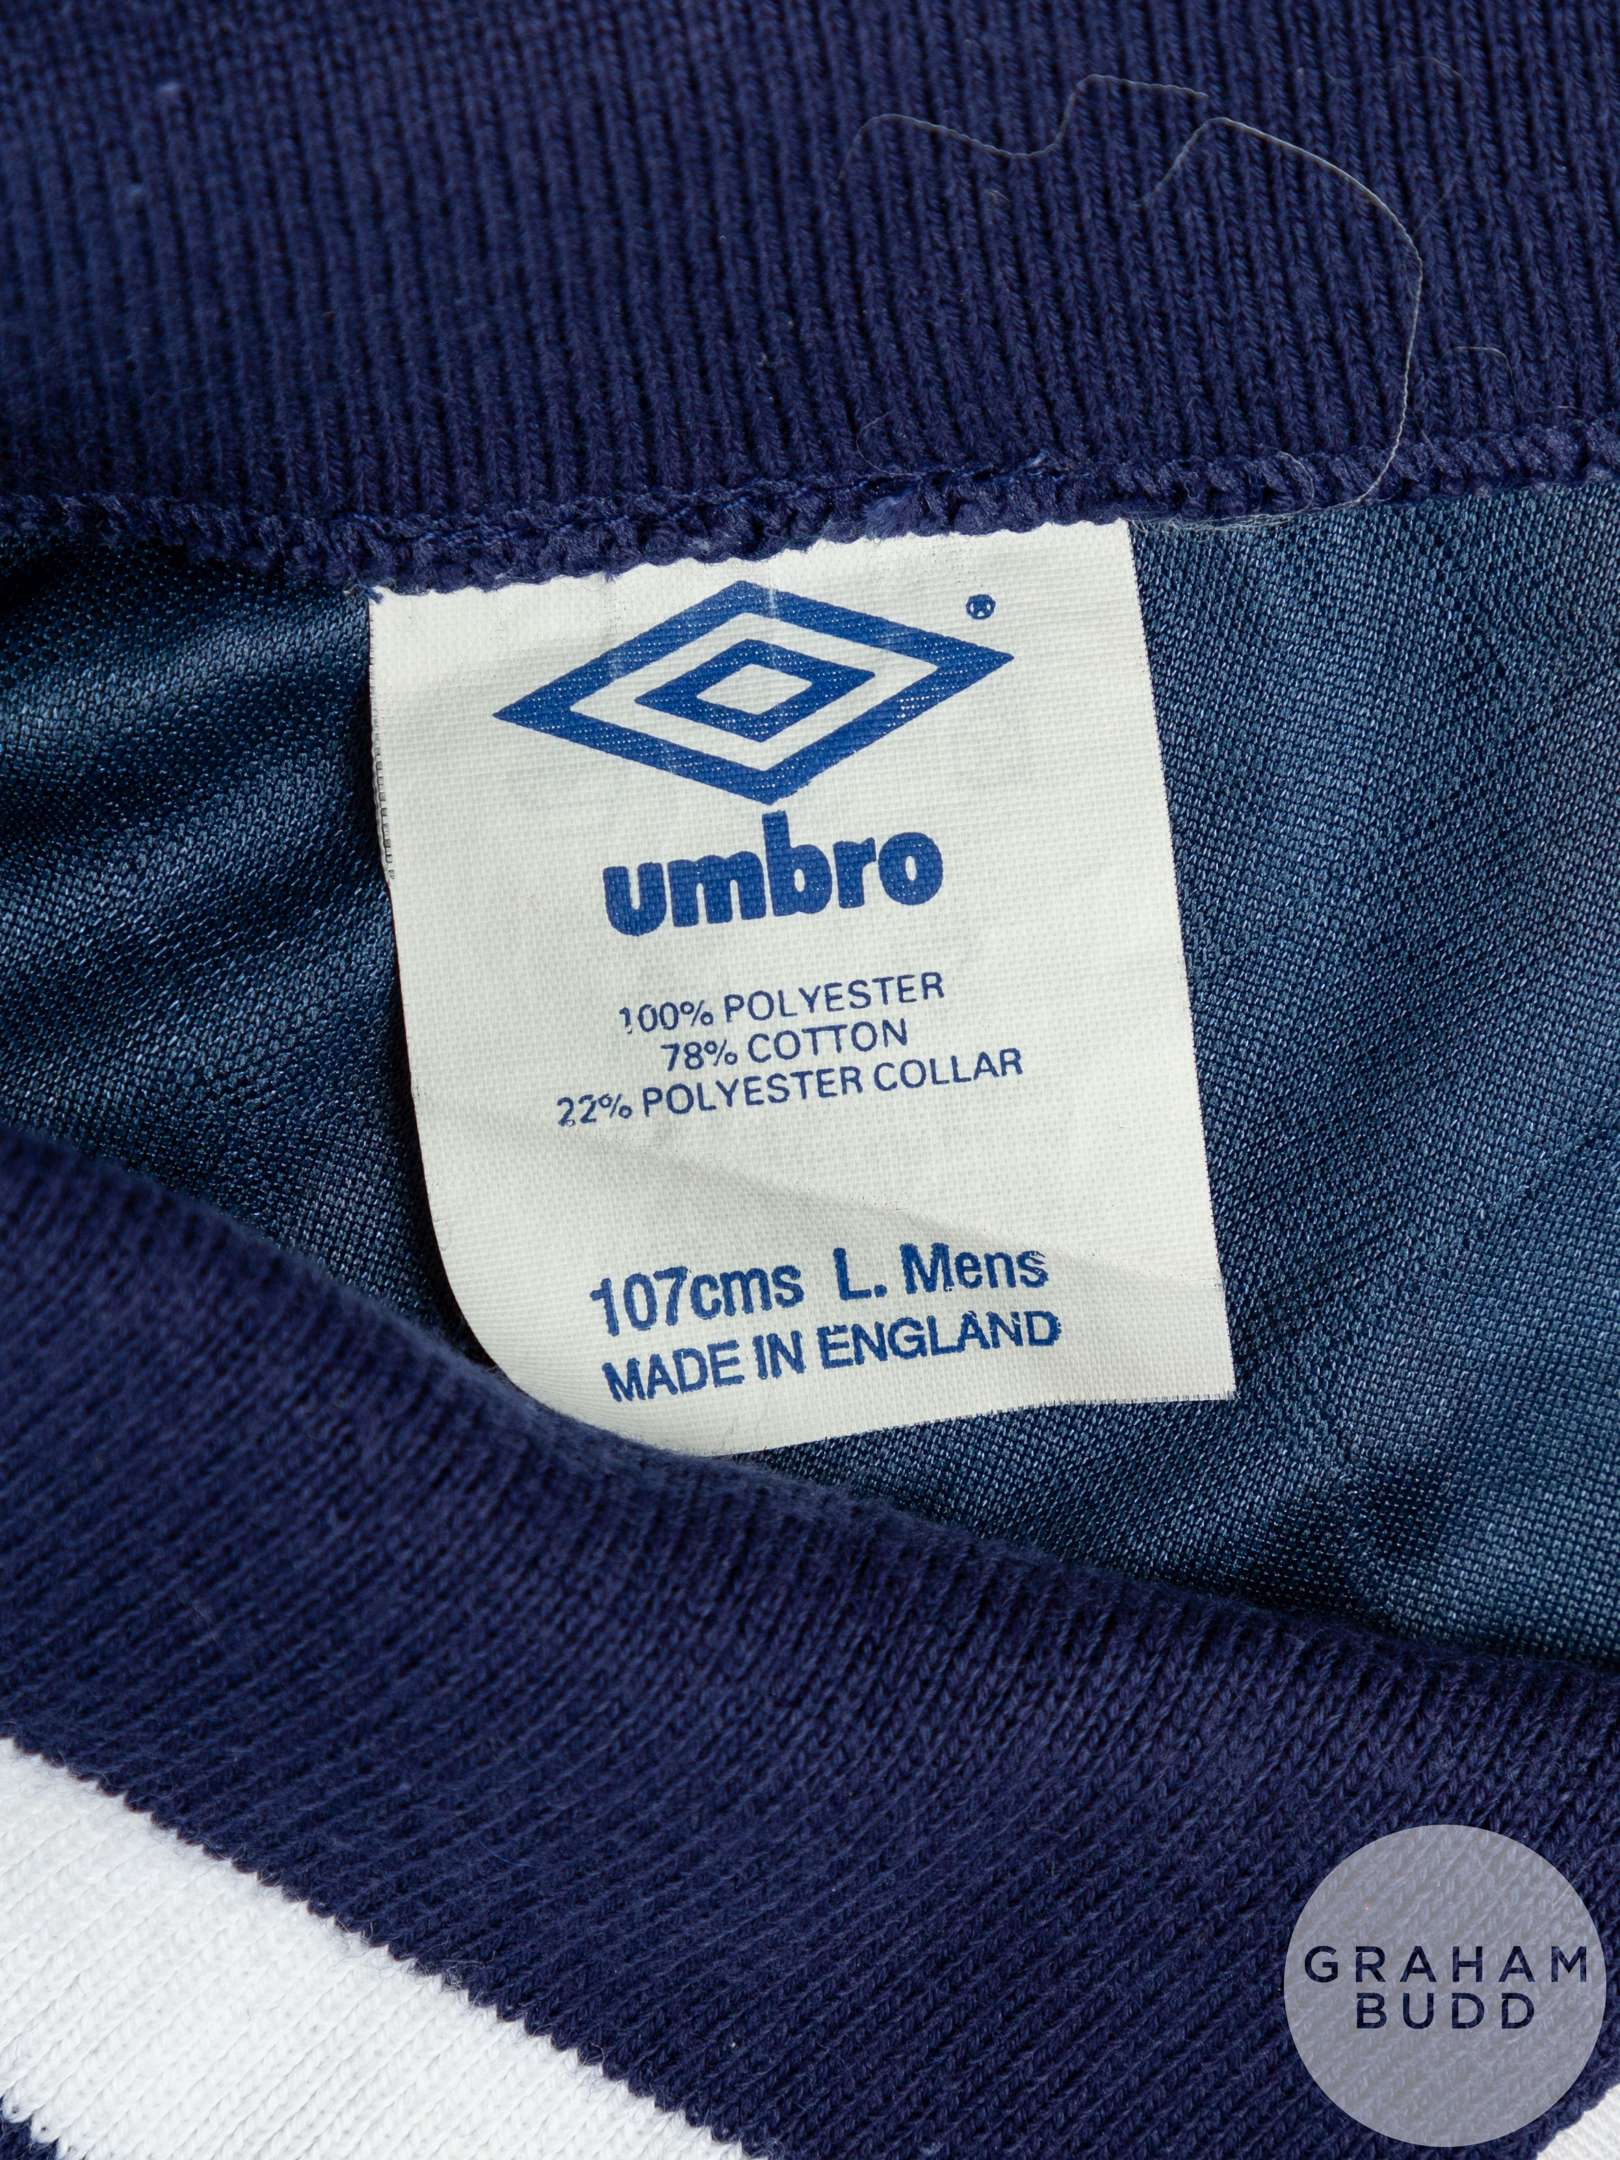 ®
umbro
100% POLYESTER
78% COTTON
22% POLYESTER COLLAR
107cms L. Mens
MADE IN ENGLAND
GRAHAM
BUDD